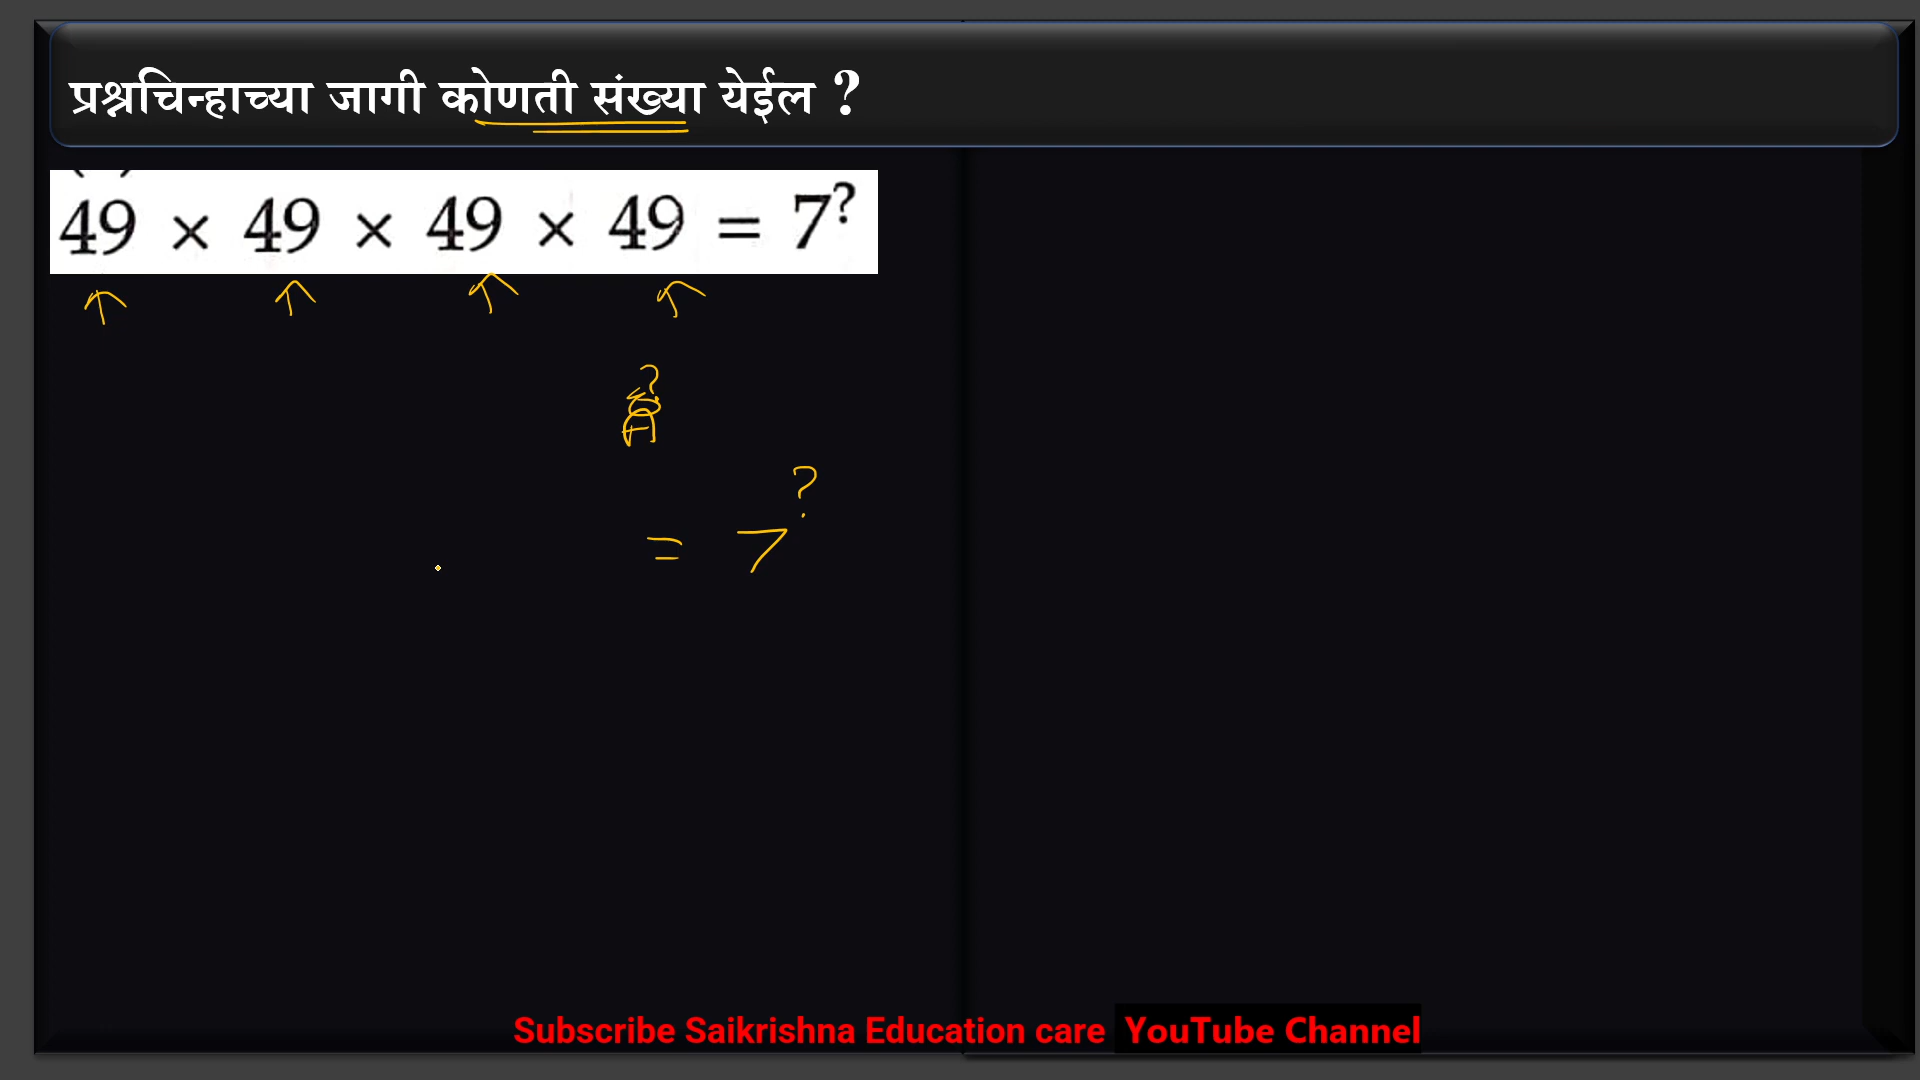 प्रश्नचिन्हाच्या जागी कोणती संख्या येईल ?
49 × 49 × 49 × 49 = 7?
?
= 7?
Subscribe Saikrishna Education care YouTube Channel